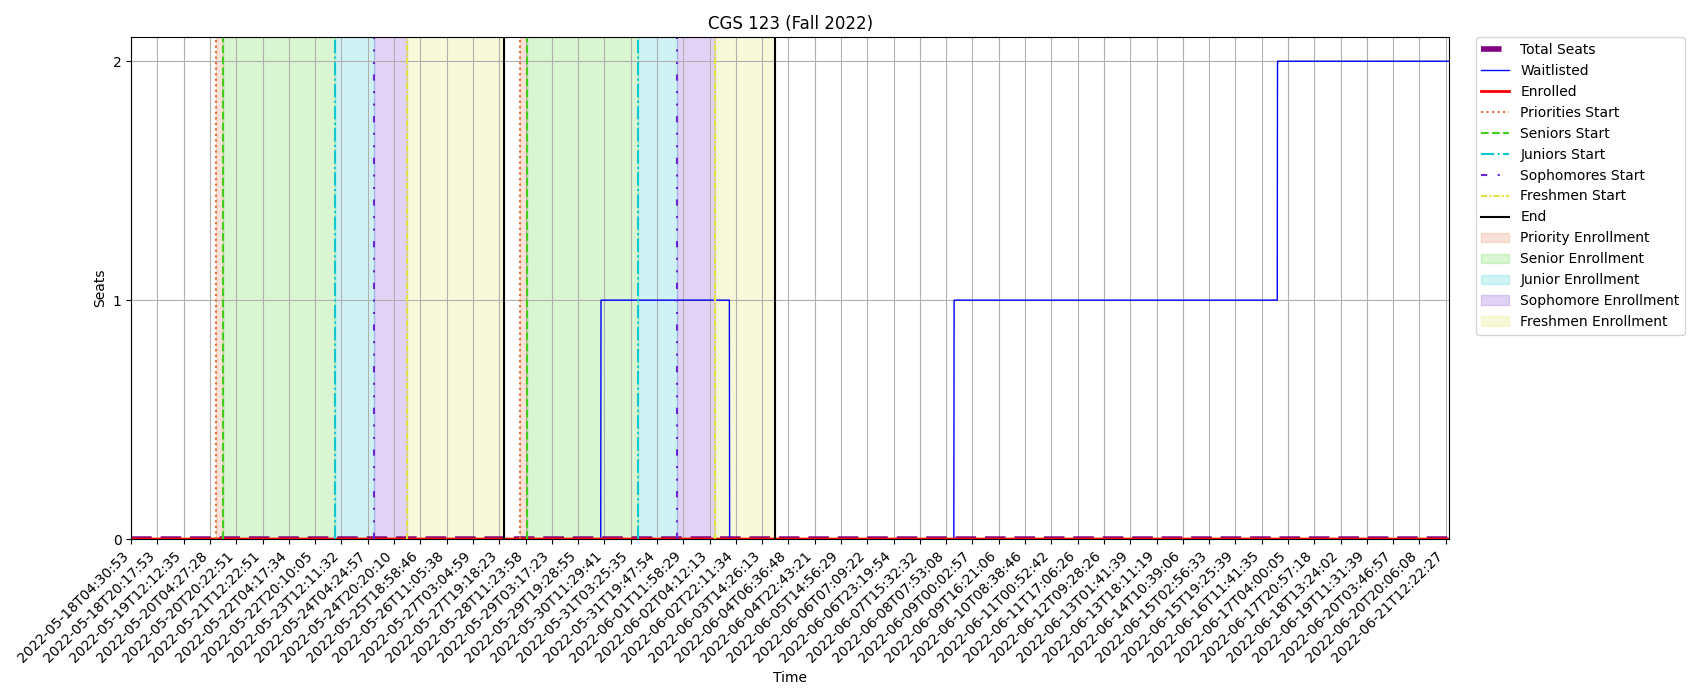 CGS 123 (Fall 2022)
Seats
2
1
0
Total Seats
Waitlisted
Enrolled
Priorities Start
Seniors Start
Juniors Start
Sophomores Start
Freshmen Start
End
Priority Enrollment
Senior Enrollment
Junior Enrollment
Sophomore Enrollment
Freshmen Enrollment
2022-05-18T04:30:53
2022-05-18T20:17:53
2022-05-19T12:12:35
2022-05-20T04:27:28
2022-05-20T20:22:51
2022-05-21T12:22:51
2022-05-22T04:17:34
2022-05-22T20:10:05
2022-05-23T12:11:32
2022-05-24T04:24:57
2022-05-24T20:20:10
2022-05-25T18:58:46
2022-05-26T11:05:38
2022-05-27T03:04:59
2022-05-27T19:18:23
2022-05-28T11:23:58
2022-05-29T03:17:23
2022-05-29T19:28:55
2022-05-30T11:29:41
2022-05-31T03:25:35
2022-05-31T19:47:54
2022-06-01T11:58:29
2022-06-02T04:12:13
2022-06-02T22:11:34
2022-06-03T14:26:13
2022-06-04T06:36:48
2022-06-04T22:43:21
2022-06-05T14:56:29
2022-06-06T07:09:22
2022-06-06T23:19:54
2022-06-07T15:32:32
2022-06-08T07:53:08
2022-06-09T00:02:57
2022-06-09T16:21:06
2022-06-10T08:38:46
2022-06-11T00:52:42
2022-06-11T17:06:26
2022-06-12T09:28:26
2022-06-13T01:41:39
2022-06-13T18:11:19
2022-06-14T10:39:06
2022-06-15T02:56:33
2022-06-15T19:25:39
2022-06-16T11:41:35
2022-06-17T04:00:05
2022-06-17T20:57:18
2022-06-18T13:24:02
2022-06-19T11:31:39
2022-06-20T03:46:57
2022-06-20T20:06:08
2022-06-21T12:22:27
Time